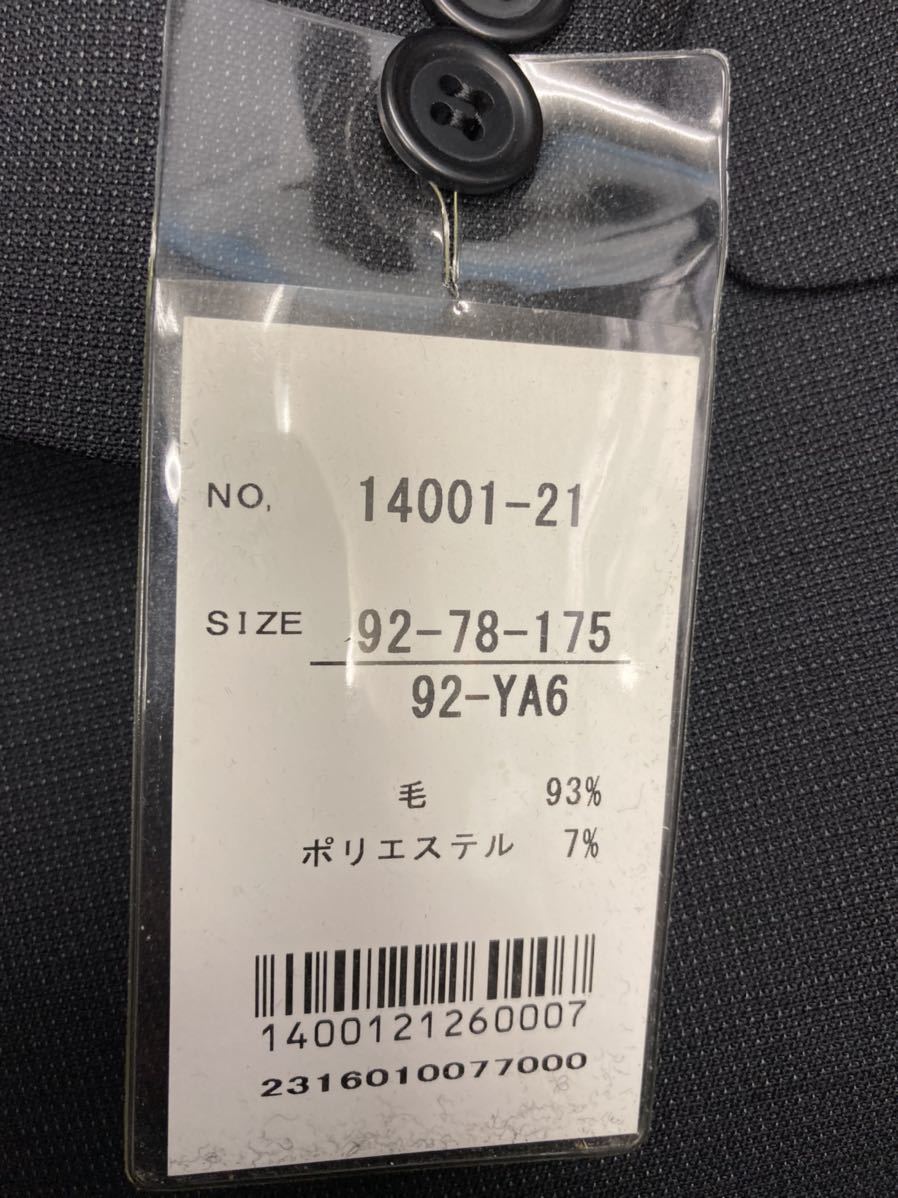 NO, 14001-21
SIZE 92-78-175
92-YA6
毛 93%
ポリエステル 7%
1400121260007
2316010077000